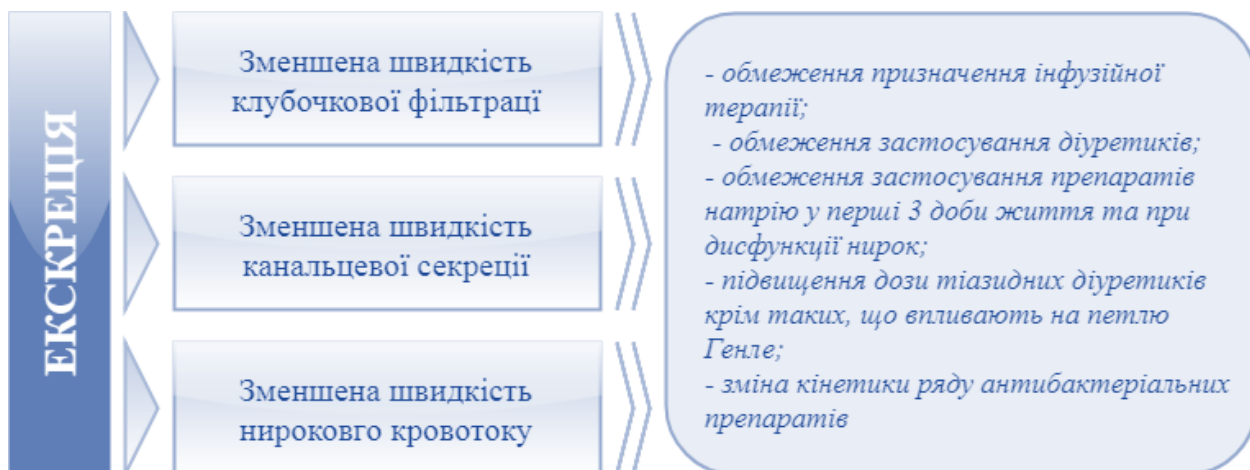 ЕКСКРЕЦІЯ
Зменшена швидкість
клубочкової фільтраці
Зменшена швидкість
канальцевої секреції
Зменшена швидкість
нирковго кровотоку
- обмеження призначення інфузійної
терапії;
- обмеження застосування діуретиків;
- обмеження застосування препаратів
натрію у перші 3 доби життя та при
дисфункції нирок;
- підвищення дози тіазидних діуретиків
крім таких, що впливають на петлю
Генле;
- зміна кінетики ряду антибактеріальних
препаратів